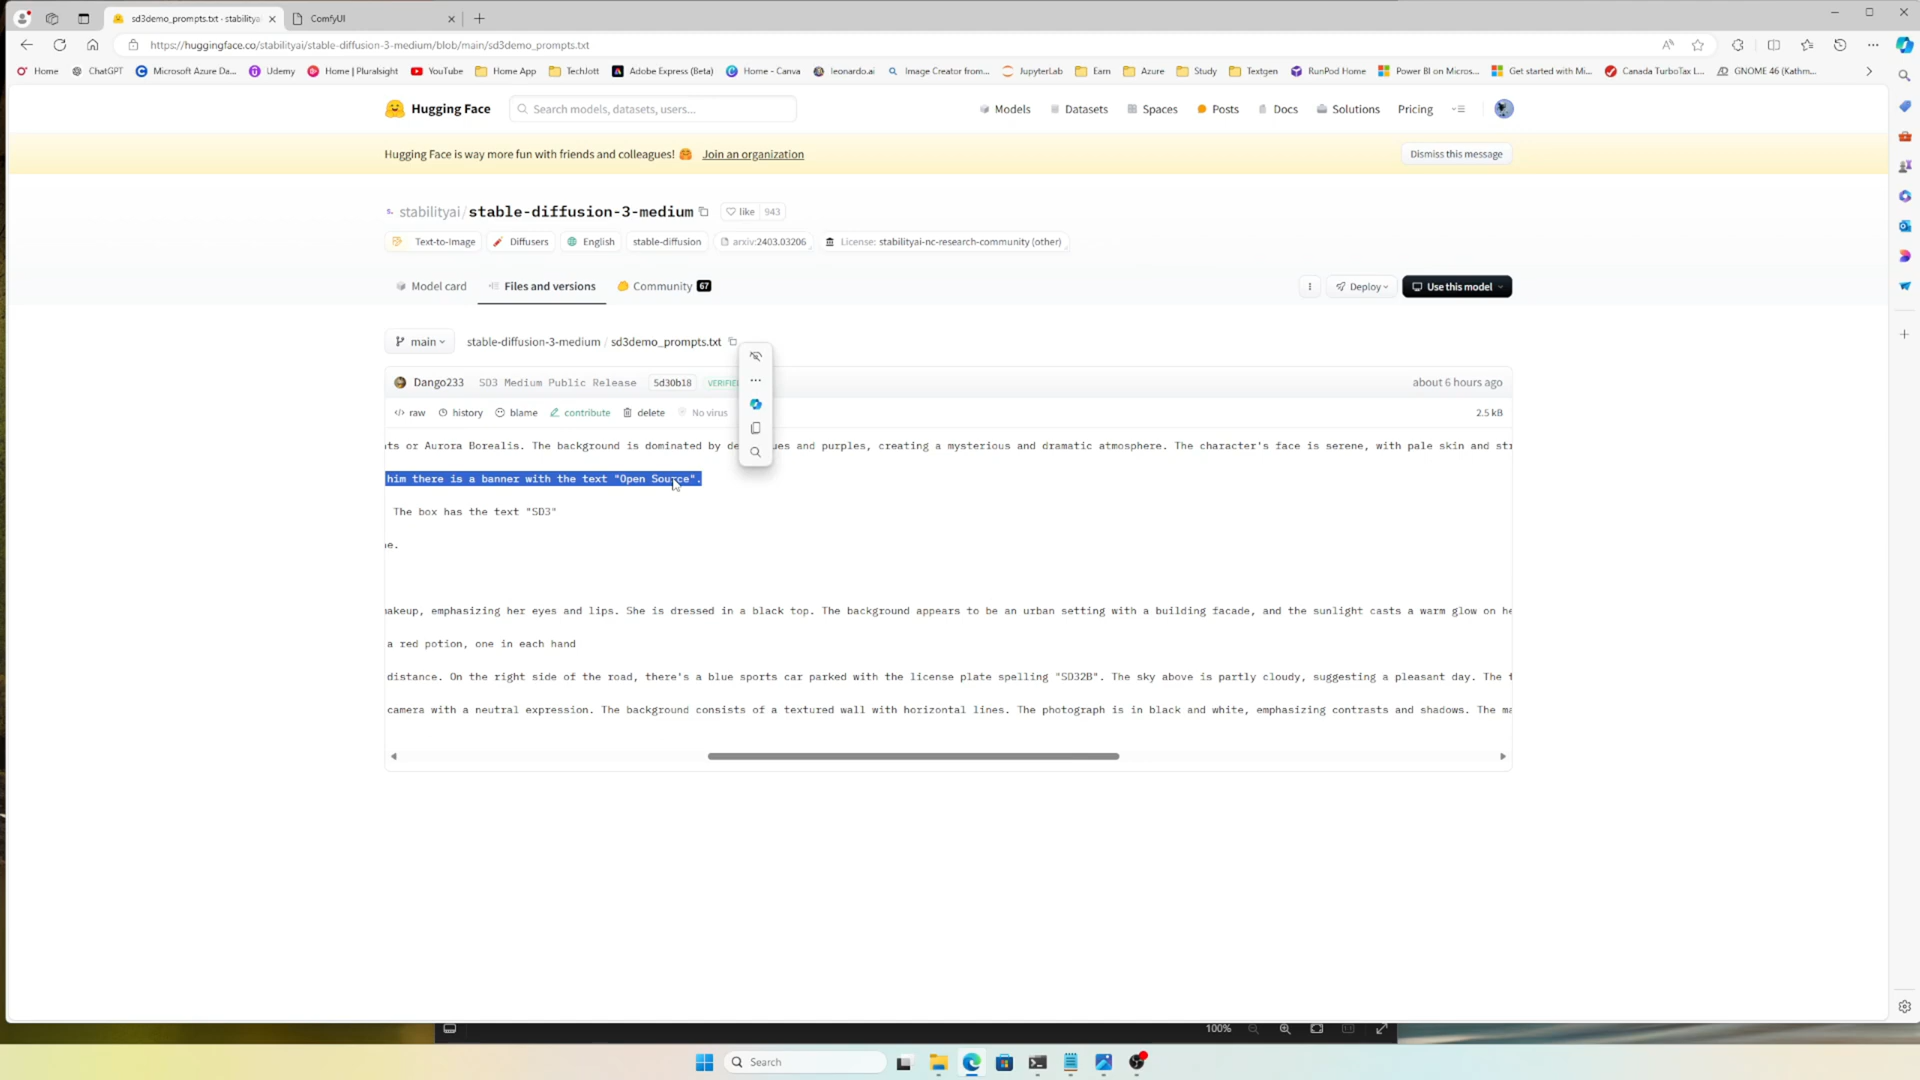 sd3demo_prompts.txt - stabilitya
ComfyUI
https://huggingface.co/stabilityai/stable-diffusion-3-medium/blob/main/sd3demo_prompts.txt
Home ChatGPT Microsoft Azure Da... Udemy Home | Pluralsight YouTube Home App TechJott Adobe Express (Beta) Home - Canva leonardo.ai Image Creator from... JupyterLab Earn Azure Study Textgen RunPod Home Power BI on Micros... Get started with Mi... Canada TurboTax L... GNOME 46 (Kathm...
Hugging Face Search models, datasets, users... Models Datasets Spaces Posts Docs Solutions Pricing
Hugging Face is way more fun with friends and colleagues! Join an organization Dismiss this message
stabilityai/stable-diffusion-3-medium like 943
Text-to-Image Diffusers English stable-diffusion arxiv:2403.03206 License: stabilityai-nc-research-community (other)
Model card Files and versions Community 67 Deploy Use this model
main stable-diffusion-3-medium / sd3demo_prompts.txt
Dango233 SD3 Medium Public Release 5d30b18 VERIFIED about 6 hours ago
raw history blame contribute delete No virus 2.5 kB
ts or Aurora Borealis. The background is dominated by de ues and purples, creating a mysterious and dramatic atmosphere. The character's face is serene, with pale skin and str
him there is a banner with the text "Open Source".
The box has the text "SD3"
e.
makeup, emphasizing her eyes and lips. She is dressed in a black top. The background appears to be an urban setting with a building facade, and the sunlight casts a warm glow on he
a red potion, one in each hand
distance. On the right side of the road, there's a blue sports car parked with the license plate spelling "SD32B". The sky above is partly cloudy, suggesting a pleasant day. The t
camera with a neutral expression. The background consists of a textured wall with horizontal lines. The photograph is in black and white, emphasizing contrasts and shadows. The ma
100%
Search